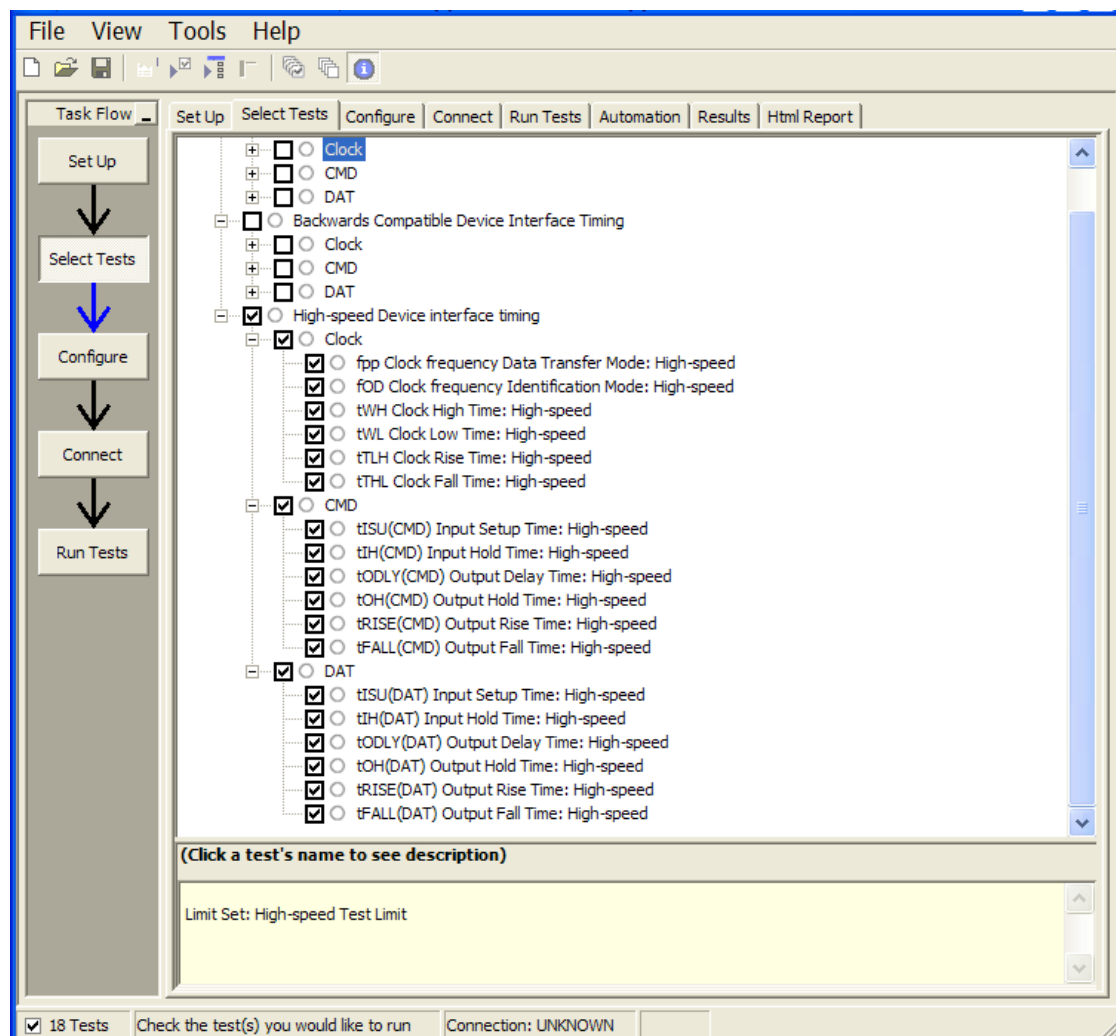 File View Tools Help
Task Flow
Set Up Select Tests Configure Connect Run Tests Automation Results Html Report
Set Up
Select Tests
Configure
Connect
Run Tests
Clock
CMD
DAT
Backwards Compatible Device Interface Timing
Clock
CMD
DAT
High-speed Device interface timing
Clock
fpp Clock frequency Data Transfer Mode: High-speed
fOD Clock frequency Identification Mode: High-speed
tWH Clock High Time: High-speed
tWL Clock Low Time: High-speed
tTLH Clock Rise Time: High-speed
tTHL Clock Fall Time: High-speed
CMD
tISU(CMD) Input Setup Time: High-speed
tIH(CMD) Input Hold Time: High-speed
tODLY(CMD) Output Delay Time: High-speed
tOH(CMD) Output Hold Time: High-speed
tRISE(CMD) Output Rise Time: High-speed
tFALL(CMD) Output Fall Time: High-speed
DAT
tISU(DAT) Input Setup Time: High-speed
tIH(DAT) Input Hold Time: High-speed
tODLY(DAT) Output Delay Time: High-speed
tOH(DAT) Output Hold Time: High-speed
tRISE(DAT) Output Rise Time: High-speed
tFALL(DAT) Output Fall Time: High-speed
(Click a test's name to see description)
Limit Set: High-speed Test Limit
18 Tests Check the test(s) you would like to run Connection: UNKNOWN